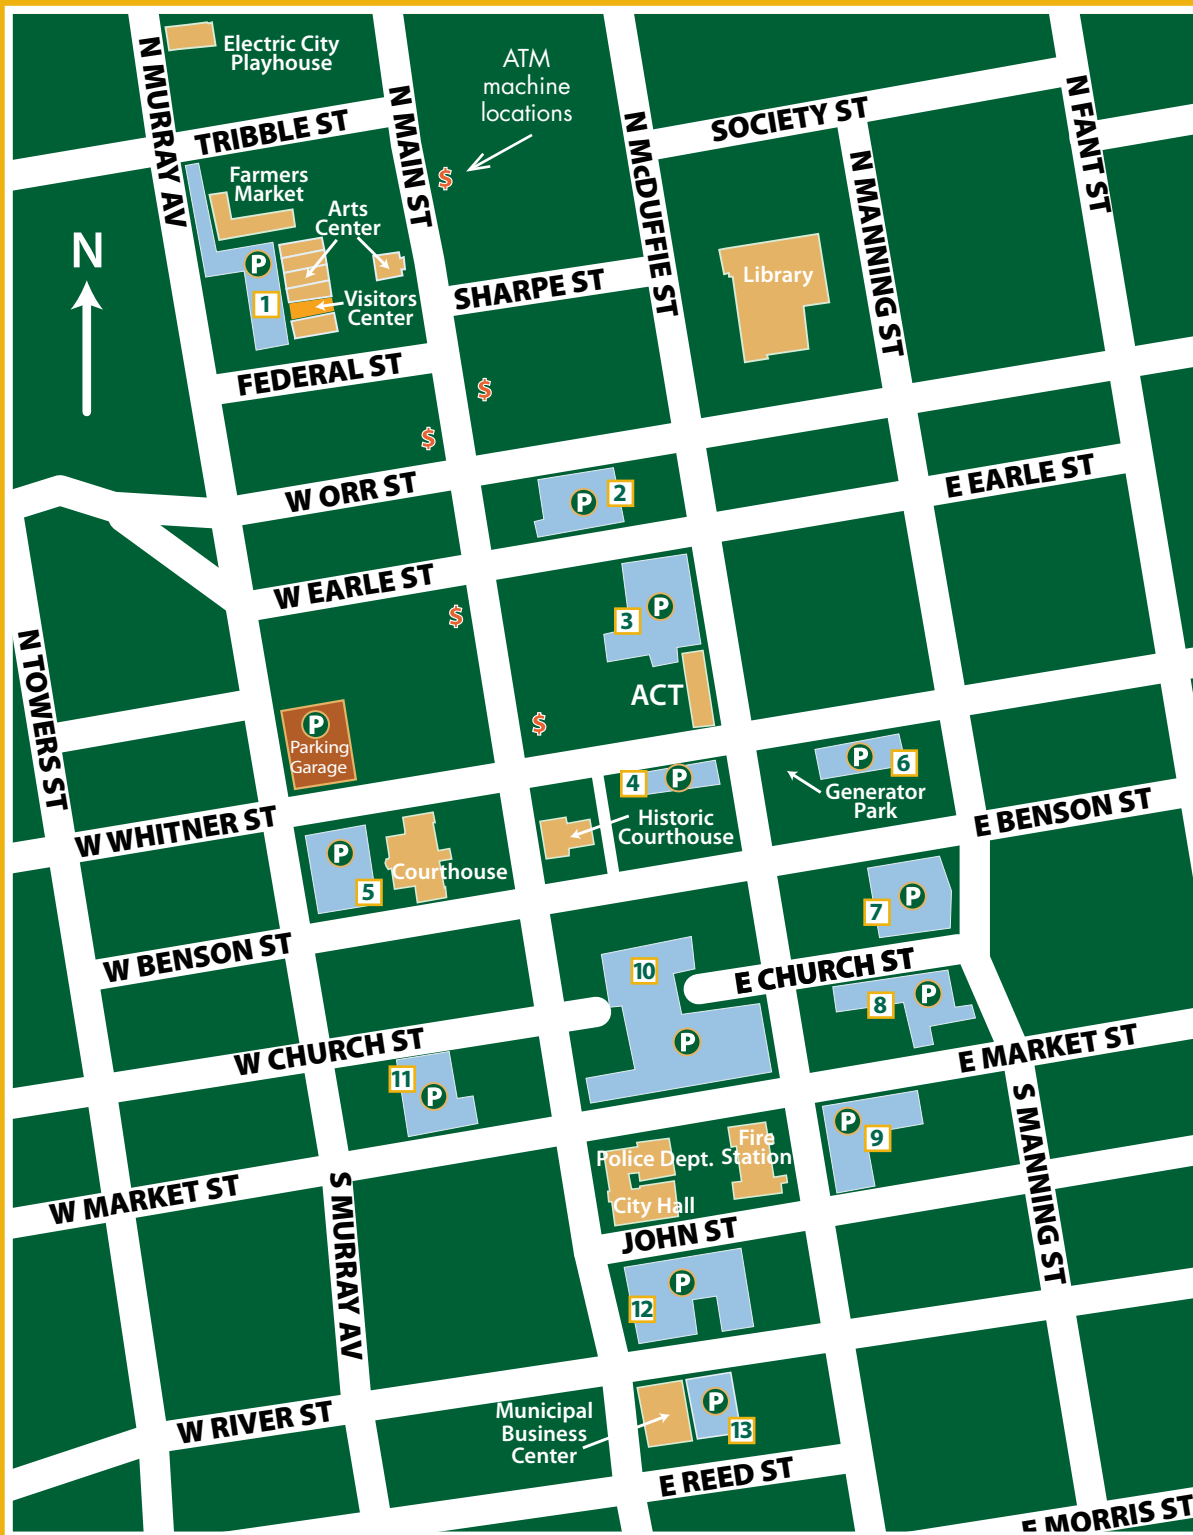 Electric City
Playhouse
ATM
machine
locations
N MURRAY AV
N MAIN ST
N McDUFFIE ST
N FANT ST
TRIBBLE ST
SOCIETY ST
N MANNING ST
Farmers
Market
Arts
Center
$
N
P
1
Visitors
Center
Library
SHARPE ST
FEDERAL ST
$
$
W ORR ST
P
2
E EARLE ST
W EARLE ST
$
3
P
N TOWERS ST
ACT
P
Parking
Garage
$
4
P
P
6
Generator
Park
Historic
Courthouse
W WHITNER ST
E BENSON ST
P
5
Courthouse
7
P
W BENSON ST
10
P
E CHURCH ST
8
P
W CHURCH ST
11
P
E MARKET ST
S MANNING ST
P
9
Police Dept.
Fire
Station
City Hall
W MARKET ST
S MURRAY AV
JOHN ST
P
12
W RIVER ST
Municipal
Business
Center
P
13
E REED ST
E MORRIS ST